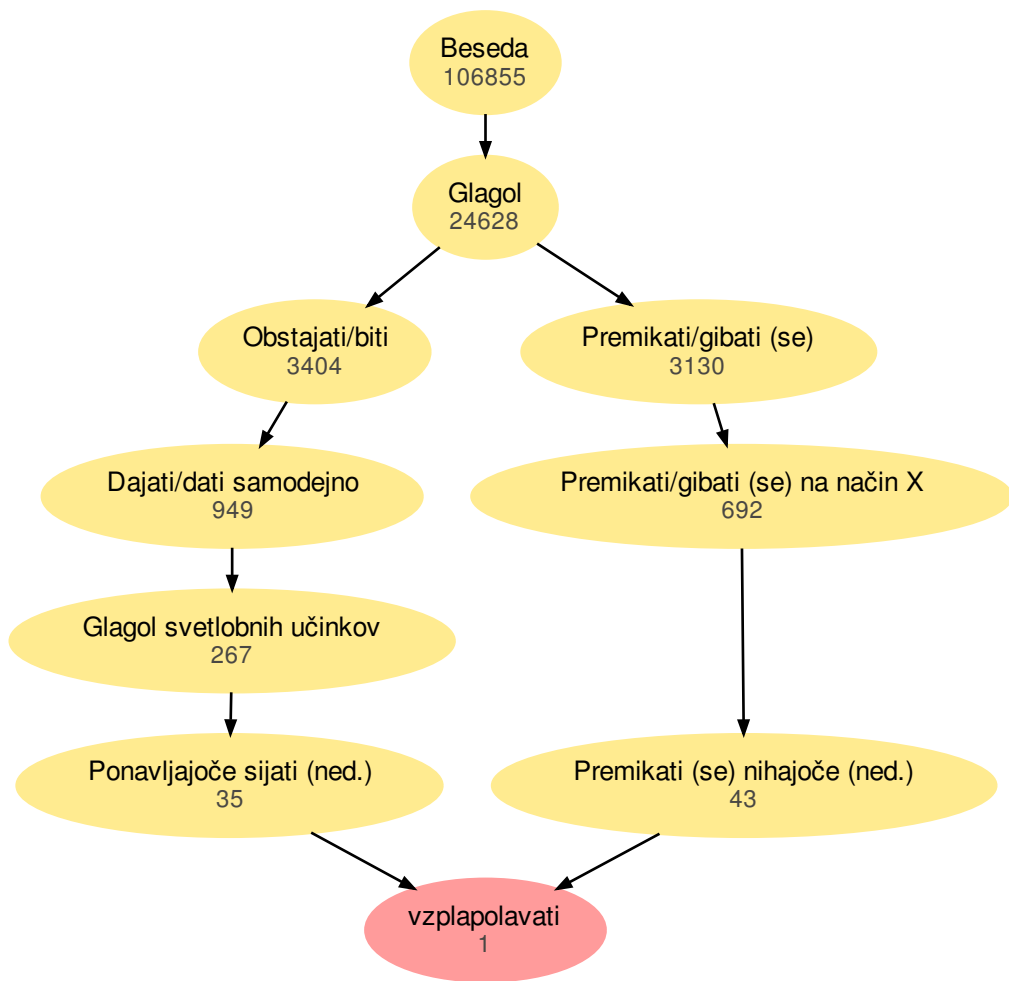 Beseda
106855
Glagol
24628
Obstajati/biti
3404
Premikati/gibati (se)
3130
Dajati/dati samodejno
949
Premikati/gibati (se) na način X
692
Glagol svetlobnih učinkov
267
Ponavljajoče sijati (ned.)
35
Premikati (se) nihajoče (ned.)
43
vzplapolavati
1